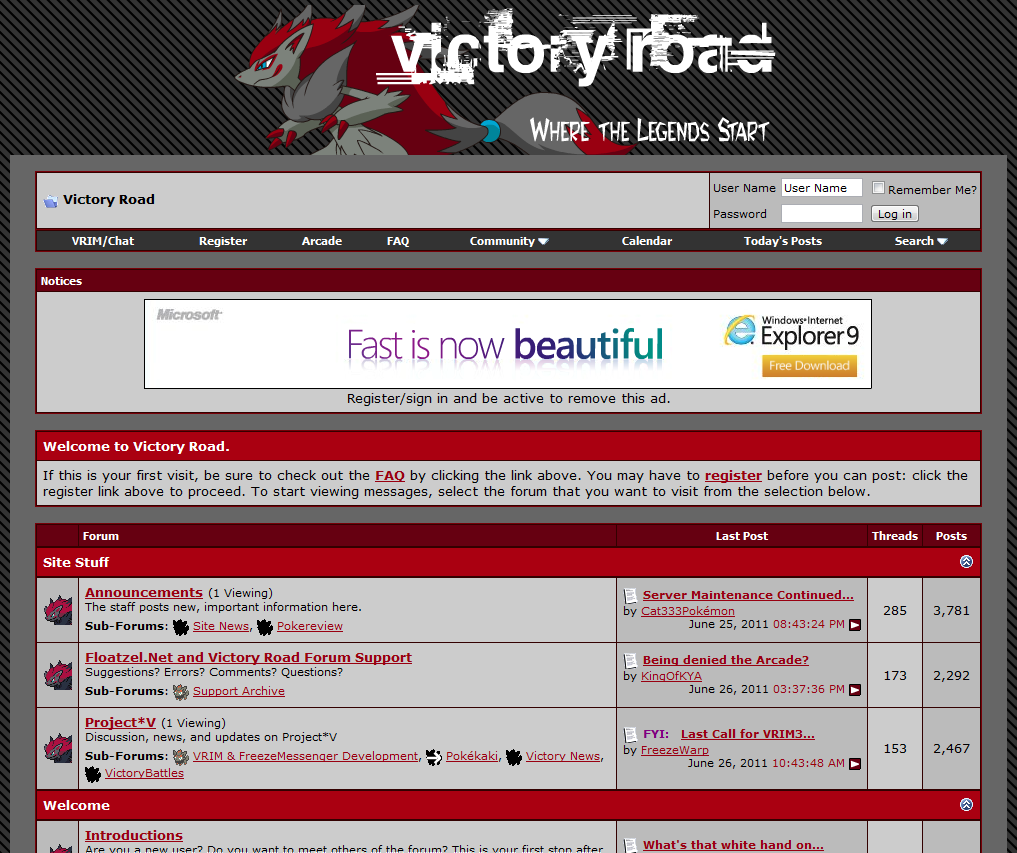 victory road
Where the Legends Start
Victory Road
User Name User Name Remember Me?
Password Log in
VRIM/Chat Register Arcade FAQ Community Calendar Today's Posts Search
Notices
Microsoft
Fast is now beautiful
Windows Internet
Explorer 9
Free Download
Register/sign in and be active to remove this ad.
Welcome to Victory Road.
If this is your first visit, be sure to check out the FAQ by clicking the link above. You may have to register before you can post: click the
register link above to proceed. To start viewing messages, select the forum that you want to visit from the selection below.
Forum Last Post Threads Posts
Site Stuff
Announcements (1 Viewing)
The staff posts new, important information here.
Sub-Forums: Site News, Pokereview
Server Maintenance Continued...
by Cat333Pokémon
June 25, 2011 08:43:24 PM
285
3,781
Floatzel.Net and Victory Road Forum Support
Suggestions? Errors? Comments? Questions?
Sub-Forums: Support Archive
Being denied the Arcade?
by KingOfKYA
June 26, 2011 03:37:36 PM
173
2,292
Project*V (1 Viewing)
Discussion, news, and updates on Project*V
Sub-Forums: VRIM & FreezeMessenger Development, Pokékaki, Victory News,
VictoryBattles
FYI: Last Call for VRIM3...
by FreezeWarp
June 26, 2011 10:43:48 AM
153
2,467
Welcome
Introductions
Are you a new user? Do you want to meet others of the forum? This is your first stop after
What's that white hand on...